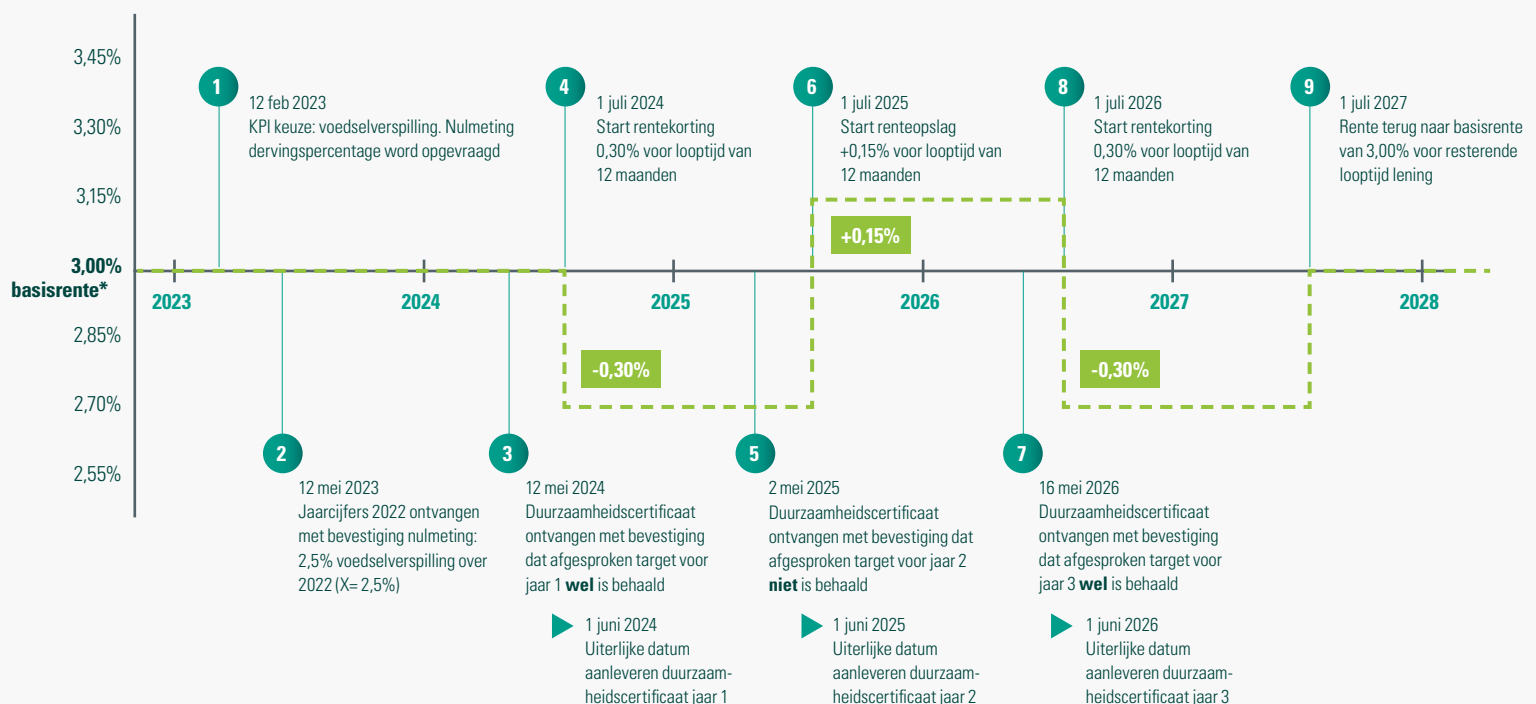 3,45%
3,30%
3,15%
3,00%
basisrente*
2,85%
2,70%
2,55%
1
12 feb 2023
KPI keuze: voedselverspilling. Nulmeting
dervingspercentage word opgevraagd
4
1 juli 2024
Start rentekorting
0,30% voor looptijd van
12 maanden
6
1 juli 2025
Start renteopslag
+0,15% voor looptijd van
12 maanden
8
1 juli 2026
Start rentekorting
0,30% voor looptijd van
12 maanden
9
1 juli 2027
Rente terug naar basisrente
van 3,00% voor resterende
looptijd lening
+0,15%
2023
2024
2025
2026
2027
2028
-0,30%
-0,30%
2
12 mei 2023
Jaarcijfers 2022 ontvangen
met bevestiging nulmeting:
2,5% voedselverspilling over
2022 (X= 2,5%)
3
12 mei 2024
Duurzaamheidscertificaat
ontvangen met bevestiging
dat afgesproken target voor
jaar 1 wel is behaald
1 juni 2024
Uiterlijke datum
aanleveren duurzaam-
heidscertificaat jaar 1
5
2 mei 2025
Duurzaamheidscertificaat
ontvangen met bevestiging dat
afgesproken target voor jaar 2
niet is behaald
1 juni 2025
Uiterlijke datum
aanleveren duurzaam-
heidscertificaat jaar 2
7
16 mei 2026
Duurzaamheidscertificaat
ontvangen met bevestiging
dat afgesproken target voor
jaar 3 wel is behaald
1 juni 2026
Uiterlijke datum
aanleveren duurzaam-
heidscertificaat jaar 3